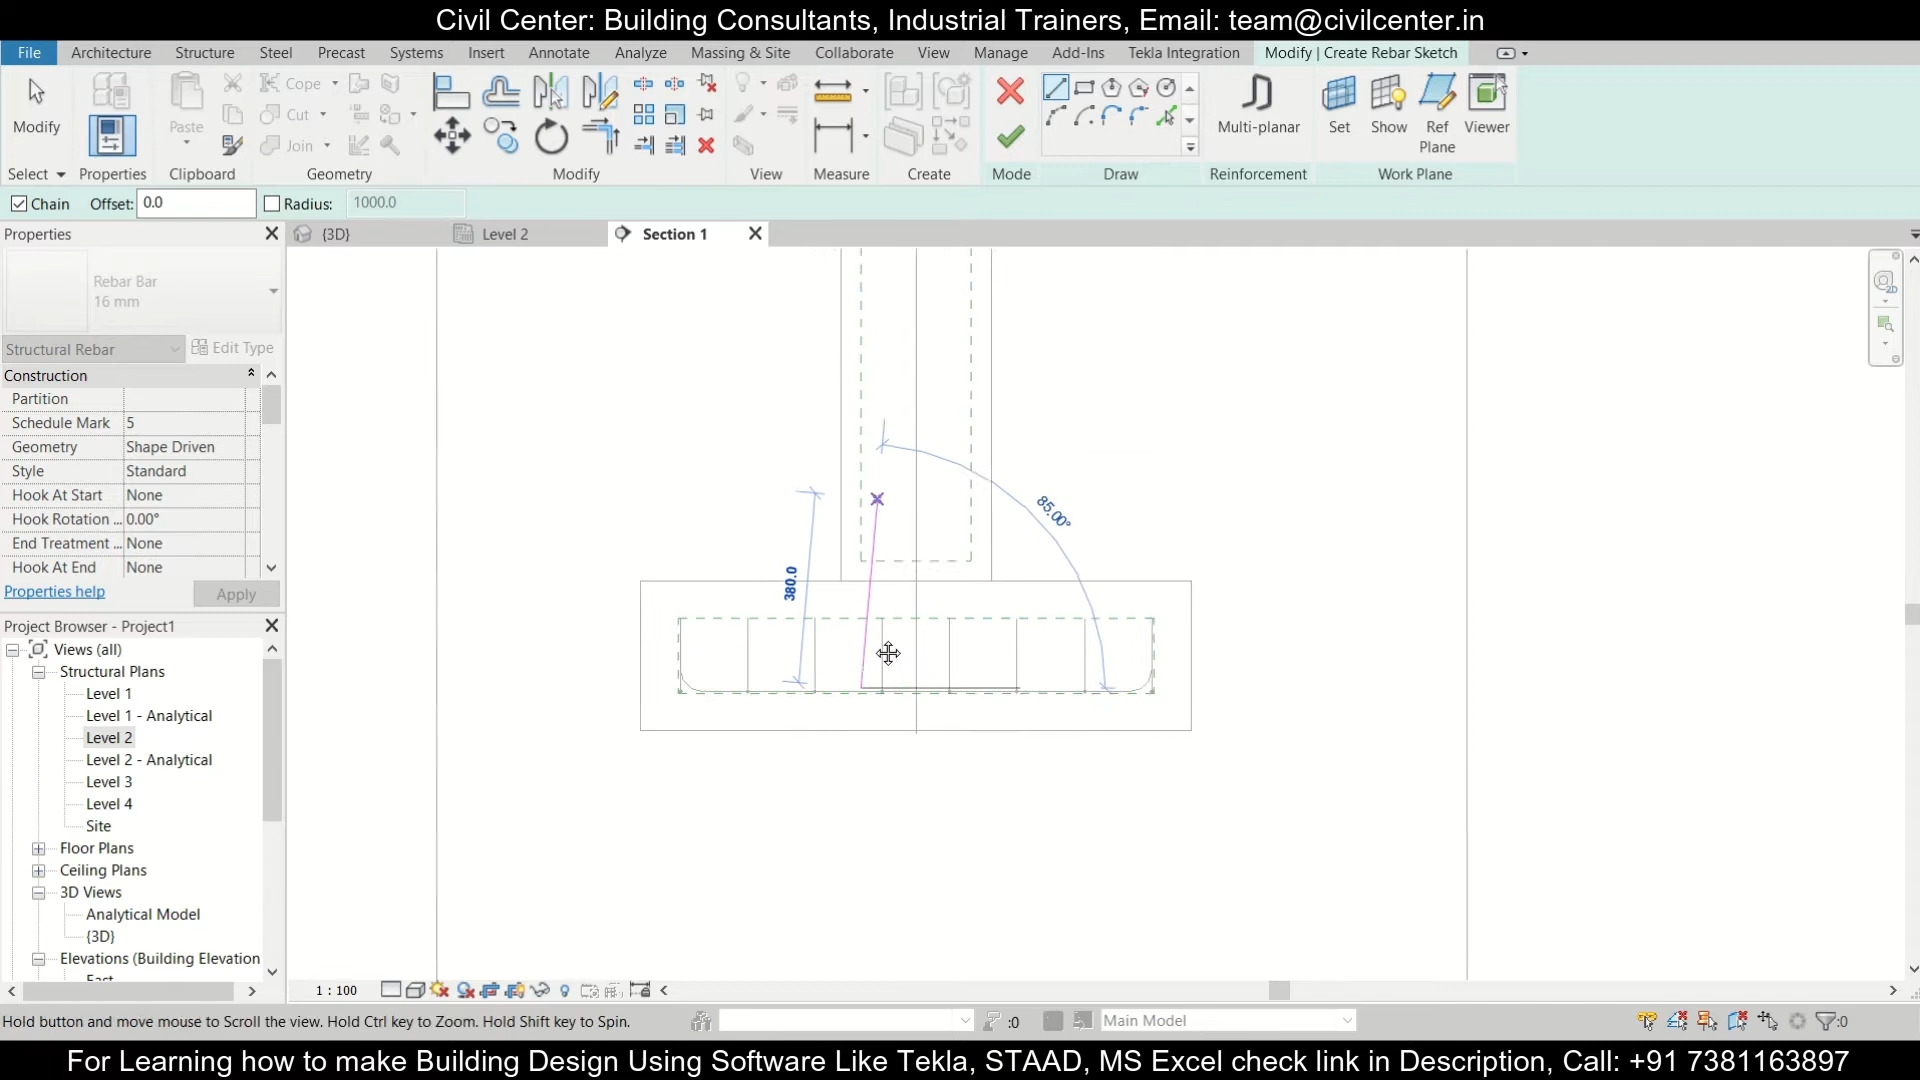 Civil Center: Building Consultants, Industrial Trainers, Email: team@civilcenter.in
File Architecture Structure Steel Precast Systems Insert Annotate Analyze Massing & Site Collaborate View Manage Add-Ins Tekla Integration Modify | Create Rebar Sketch
Modify
Paste
Cope
Cut
Join
Multi-planar
Set
Show
Ref
Plane
Viewer
Select Properties Clipboard Geometry Modify View Measure Create Mode Draw Reinforcement Work Plane
Chain Offset: 0.0 Radius: 1000.0
Properties
{3D} Level 2 Section 1
Rebar Bar
16 mm
Structural Rebar Edit Type
Construction
Partition
Schedule Mark 5
Geometry Shape Driven
Style Standard
Hook At Start None
Hook Rotation ... 0.00°
End Treatment ... None
Hook At End None
Properties help Apply
85.00°
380.0
2D
Project Browser - Project1
Views (all)
Structural Plans
Level 1
Level 1 - Analytical
Level 2
Level 2 - Analytical
Level 3
Level 4
Site
Floor Plans
Ceiling Plans
3D Views
Analytical Model
{3D}
Elevations (Building Elevation
East
1 : 100
Hold button and move mouse to Scroll the view. Hold Ctrl key to Zoom. Hold Shift key to Spin. :0 Main Model :0
For Learning how to make Building Design Using Software Like Tekla, STAAD, MS Excel check link in Description, Call: +91 7381163897